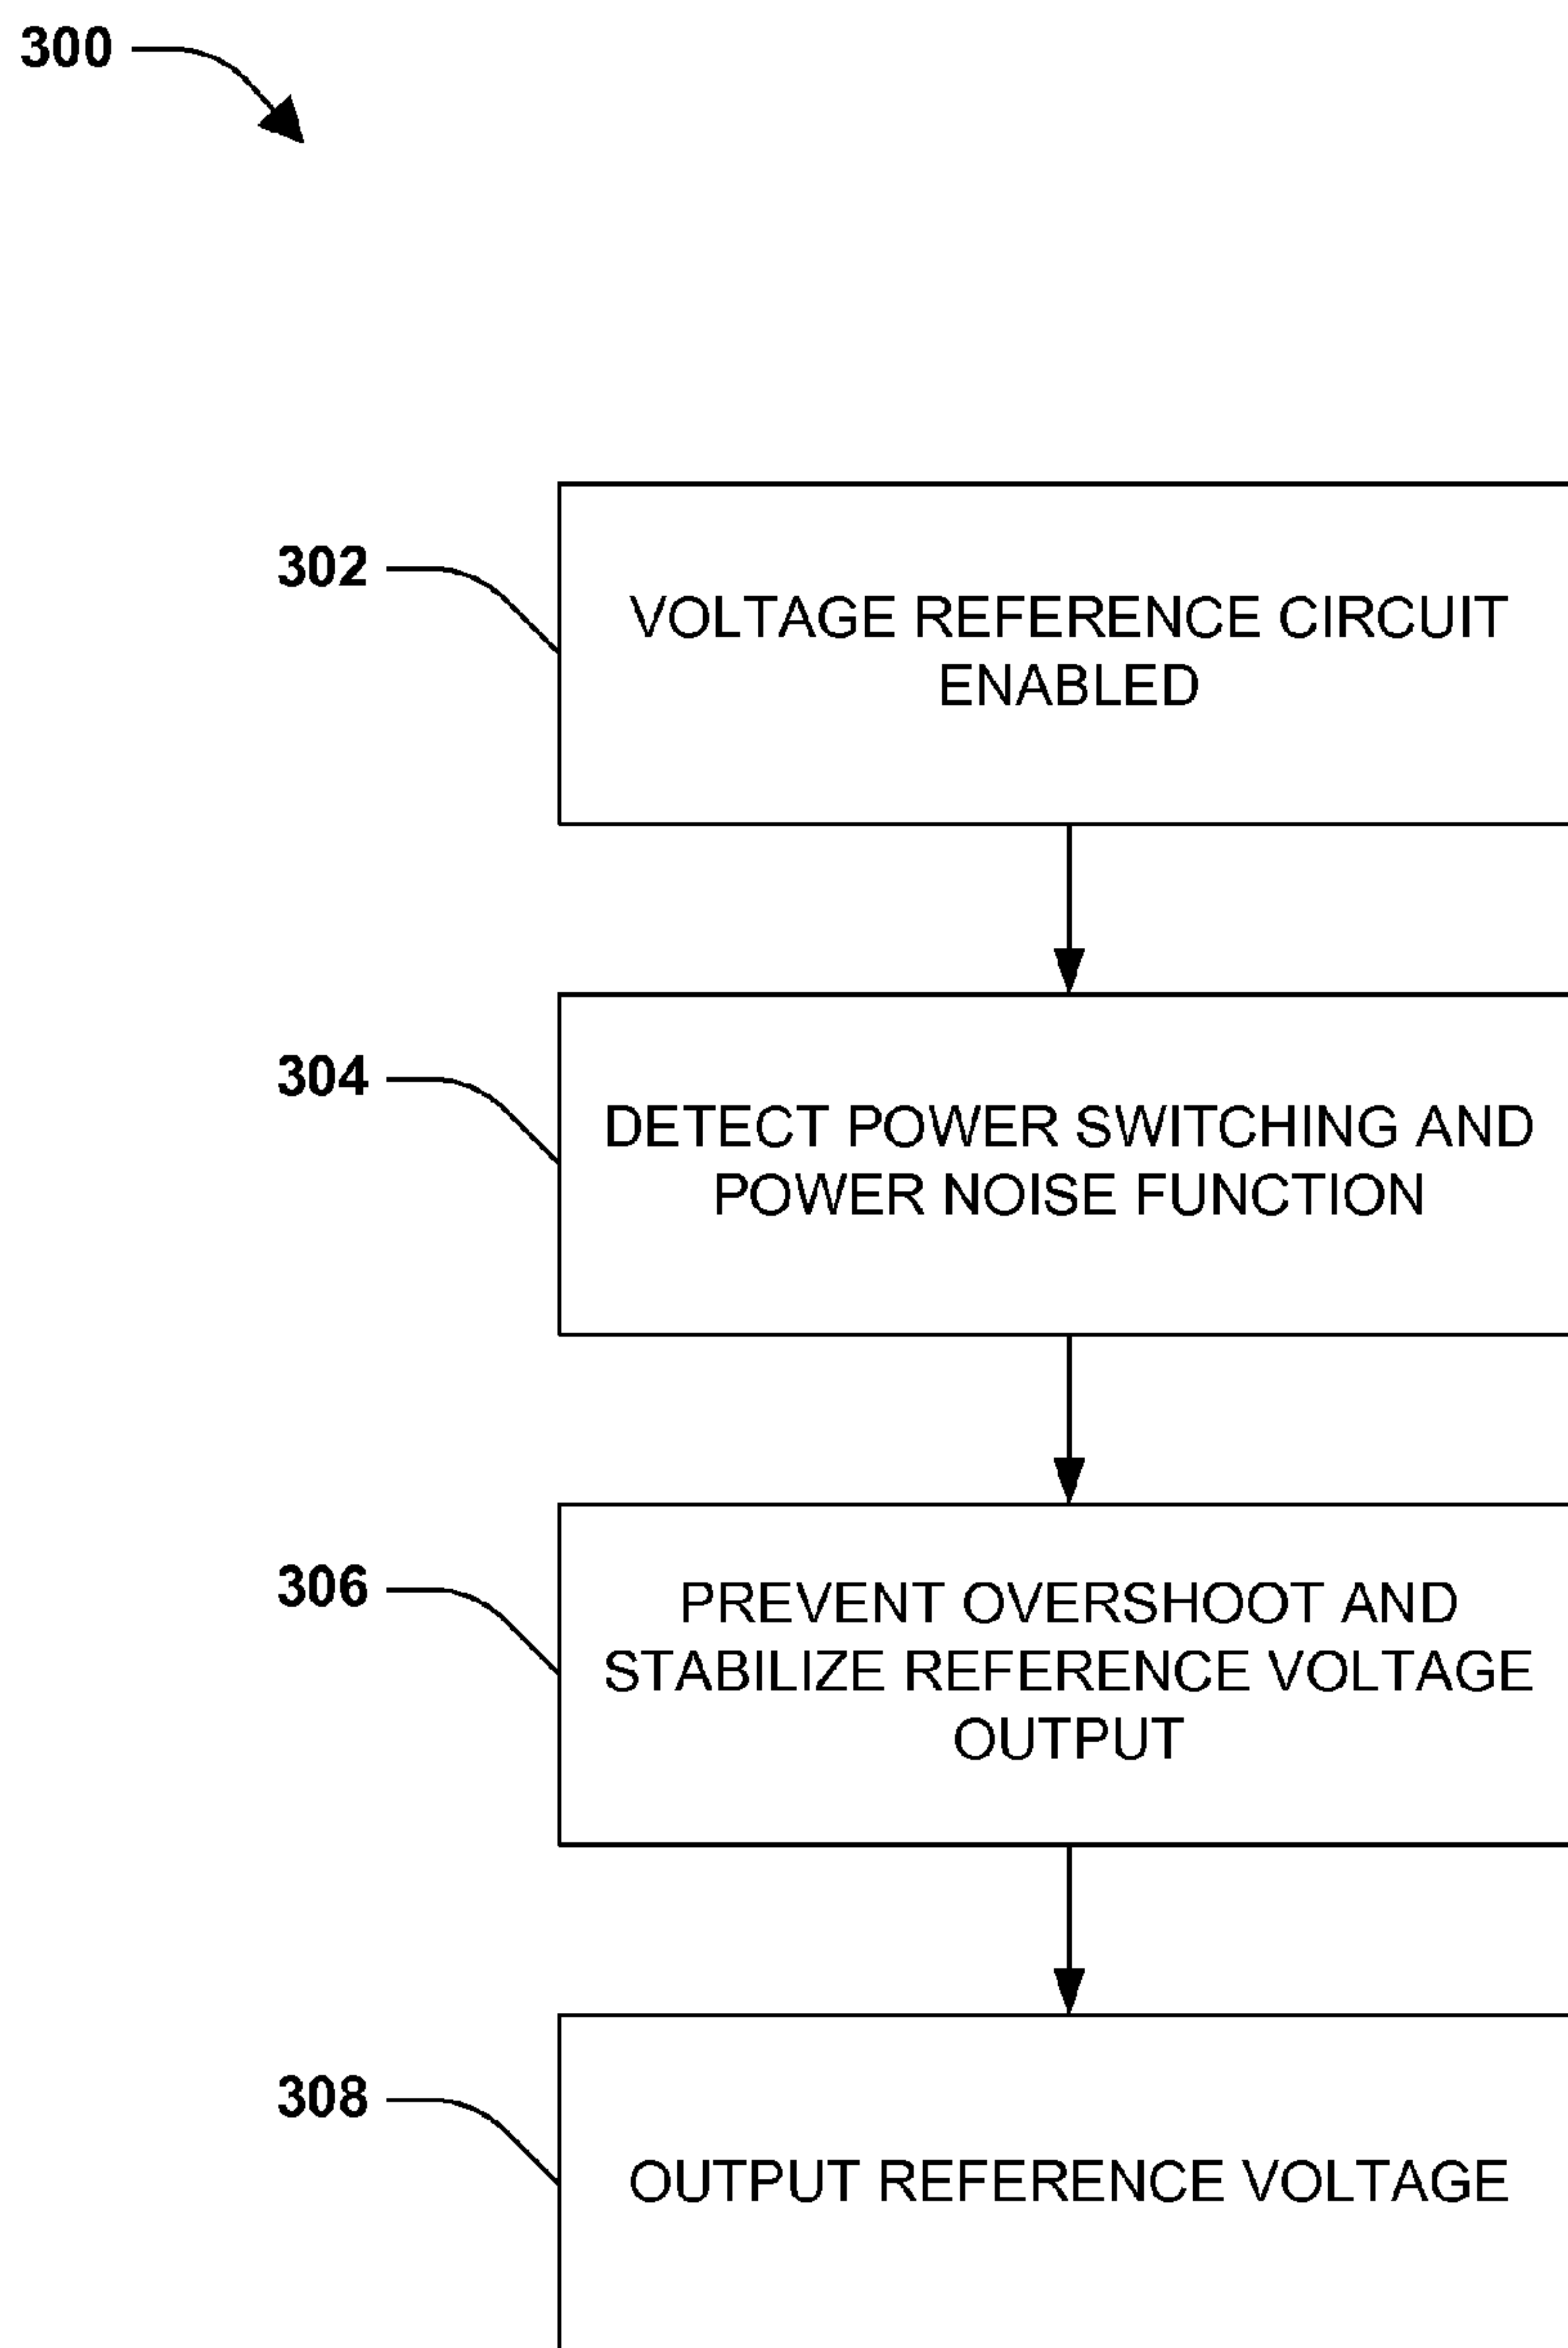 300
302
VOLTAGE REFERENCE CIRCUIT
ENABLED
304
DETECT POWER SWITCHING AND
POWER NOISE FUNCTION
306
PREVENT OVERSHOOT AND
STABILIZE REFERENCE VOLTAGE
OUTPUT
308
OUTPUT REFERENCE VOLTAGE